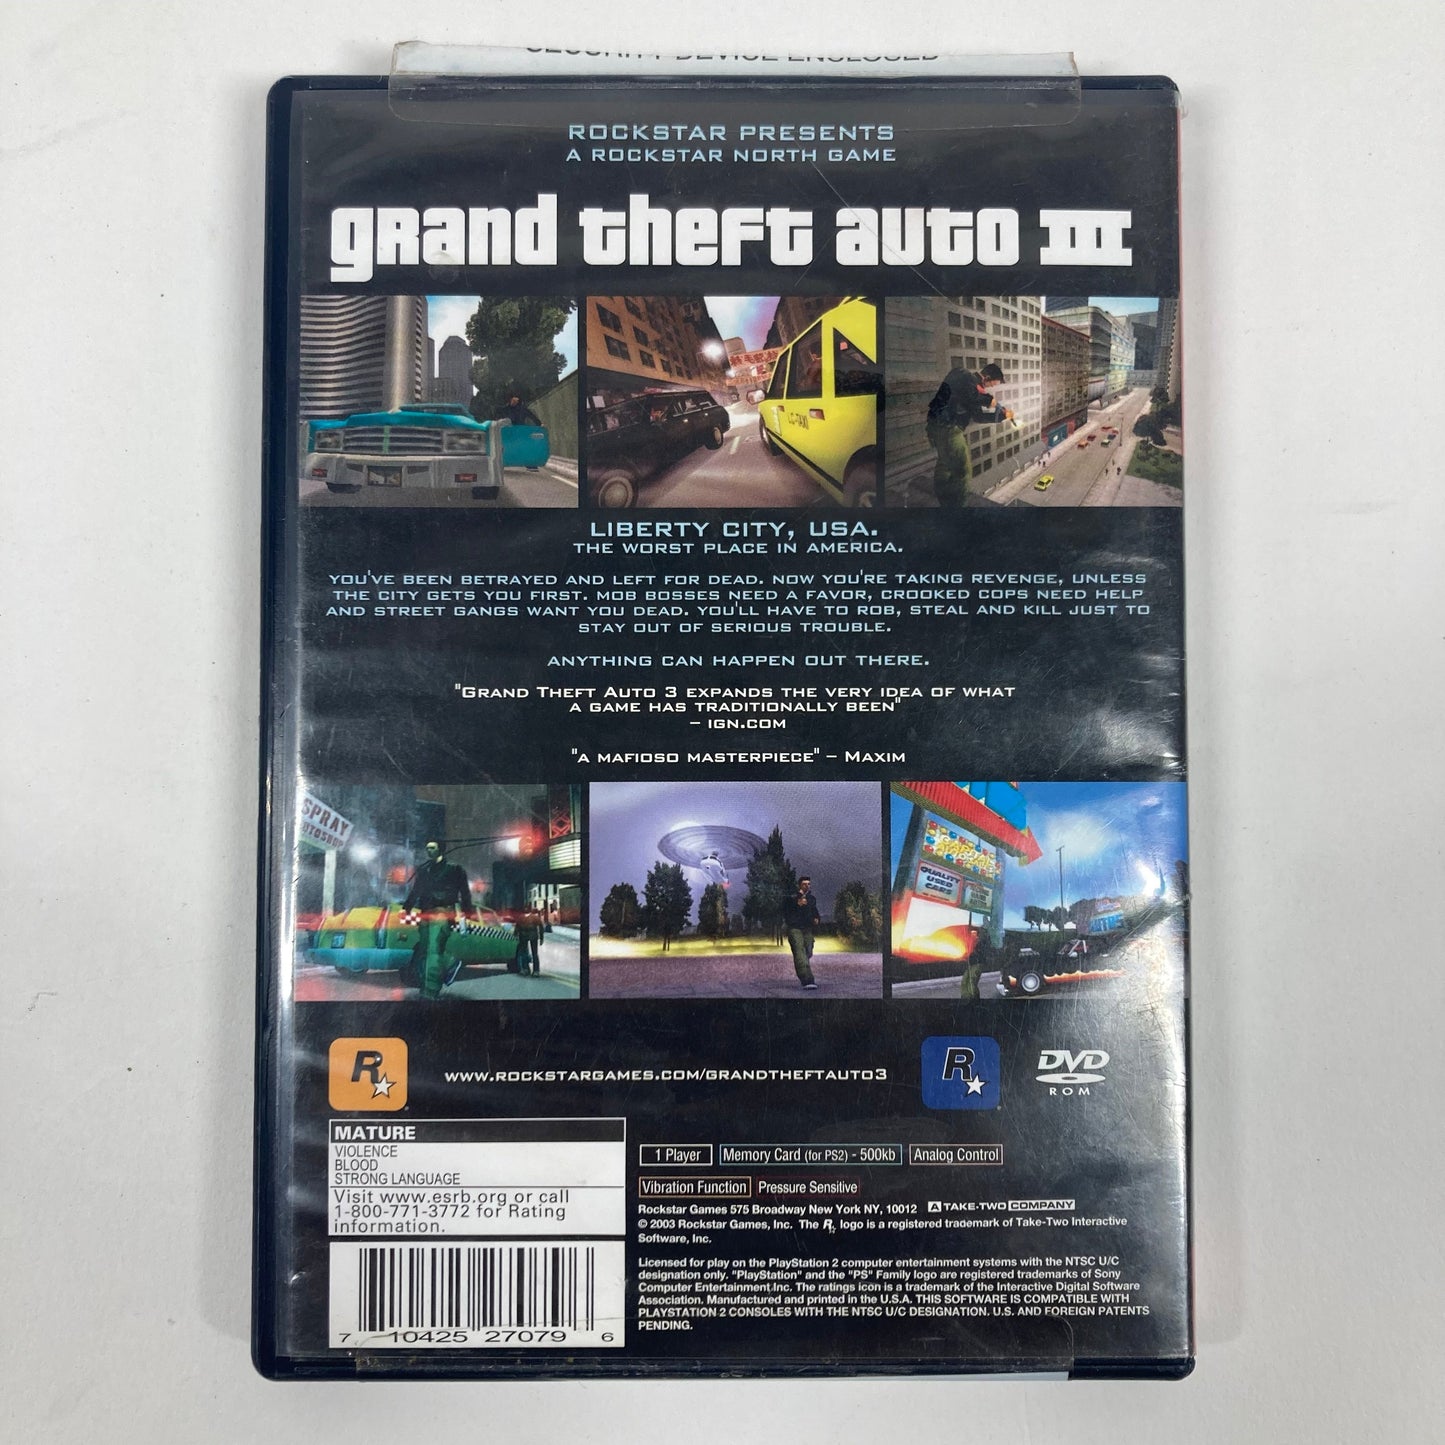 SECURITY DEVICE ENCLOSED
ROCKSTAR PRESENTS
A ROCKSTAR NORTH GAME
grand theft auto III
L.C. TAXI
LIBERTY CITY, USA.
THE WORST PLACE IN AMERICA.
YOU'VE BEEN BETRAYED AND LEFT FOR DEAD. NOW YOU'RE TAKING REVENGE, UNLESS
THE CITY GETS YOU FIRST. MOB BOSSES NEED A FAVOR, CROOKED COPS NEED HELP
AND STREET GANGS WANT YOU DEAD. YOU'LL HAVE TO ROB, STEAL AND KILL JUST TO
STAY OUT OF SERIOUS TROUBLE.
ANYTHING CAN HAPPEN OUT THERE.
"GRAND THEFT AUTO 3 EXPANDS THE VERY IDEA OF WHAT
A GAME HAS TRADITIONALLY BEEN"
– IGN.COM
"A MAFIOSO MASTERPIECE" – MAXIM
SPRAY
QUALITY
USED
CARS
R
WWW.ROCKSTARGAMES.COM/GRANDTHEFTAUTO3
R
DVD
ROM
MATURE
VIOLENCE
BLOOD
STRONG LANGUAGE
Visit www.esrb.org or call
1-800-771-3772 for Rating
information.
7 10425 27079 6
1 Player
Memory Card (for PS2) - 500kb
Analog Control
Vibration Function
Pressure Sensitive
Rockstar Games 575 Broadway New York NY, 10012 A TAKE-TWO COMPANY
© 2003 Rockstar Games, Inc. The R logo is a registered trademark of Take-Two Interactive
Software, Inc.
Licensed for play on the PlayStation 2 computer entertainment systems with the NTSC U/C
designation only. "PlayStation" and the "PS" Family logo are registered trademarks of Sony
Computer Entertainment Inc. The ratings icon is a trademark of the Interactive Digital Software
Association. Manufactured and printed in the U.S.A. THIS SOFTWARE IS COMPATIBLE WITH
PLAYSTATION 2 CONSOLES WITH THE NTSC U/C DESIGNATION. U.S. AND FOREIGN PATENTS
PENDING.